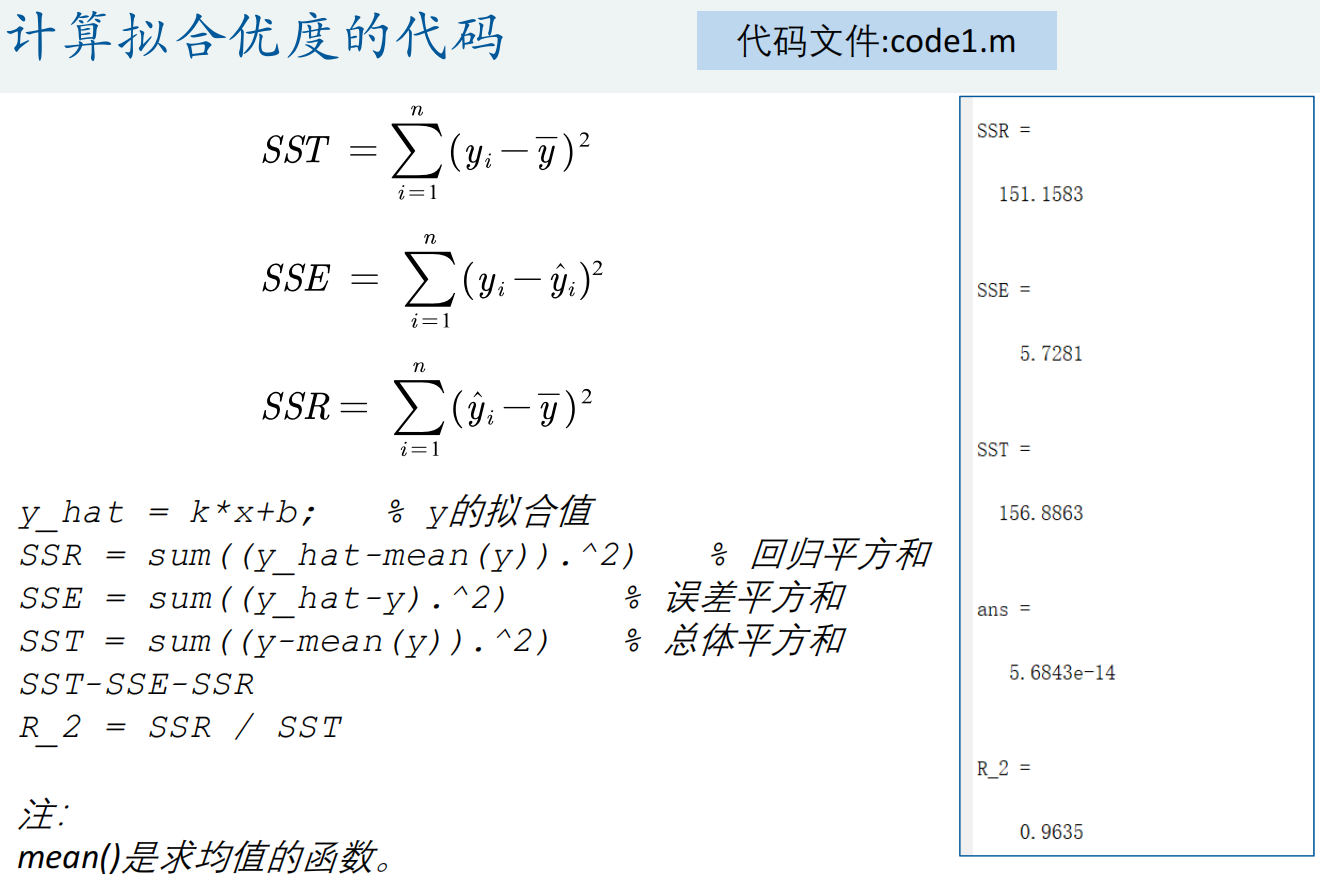 计算拟合优度的代码
代码文件:code1.m
SST = \sum_{i=1}^{n} (y_i - \overline{y})^2
SSE = \sum_{i=1}^{n} (y_i - \hat{y}_i)^2
SSR = \sum_{i=1}^{n} (\hat{y}_i - \overline{y})^2
y_hat = k*x+b; % y的拟合值
SSR = sum((y_hat-mean(y)).^2) % 回归平方和
SSE = sum((y_hat-y).^2) % 误差平方和
SST = sum((y-mean(y)).^2) % 总体平方和
SST-SSE-SSR
R_2 = SSR / SST
注：
mean()是求均值的函数。
SSR =
151.1583
SSE =
5.7281
SST =
156.8863
ans =
5.6843e-14
R_2 =
0.9635